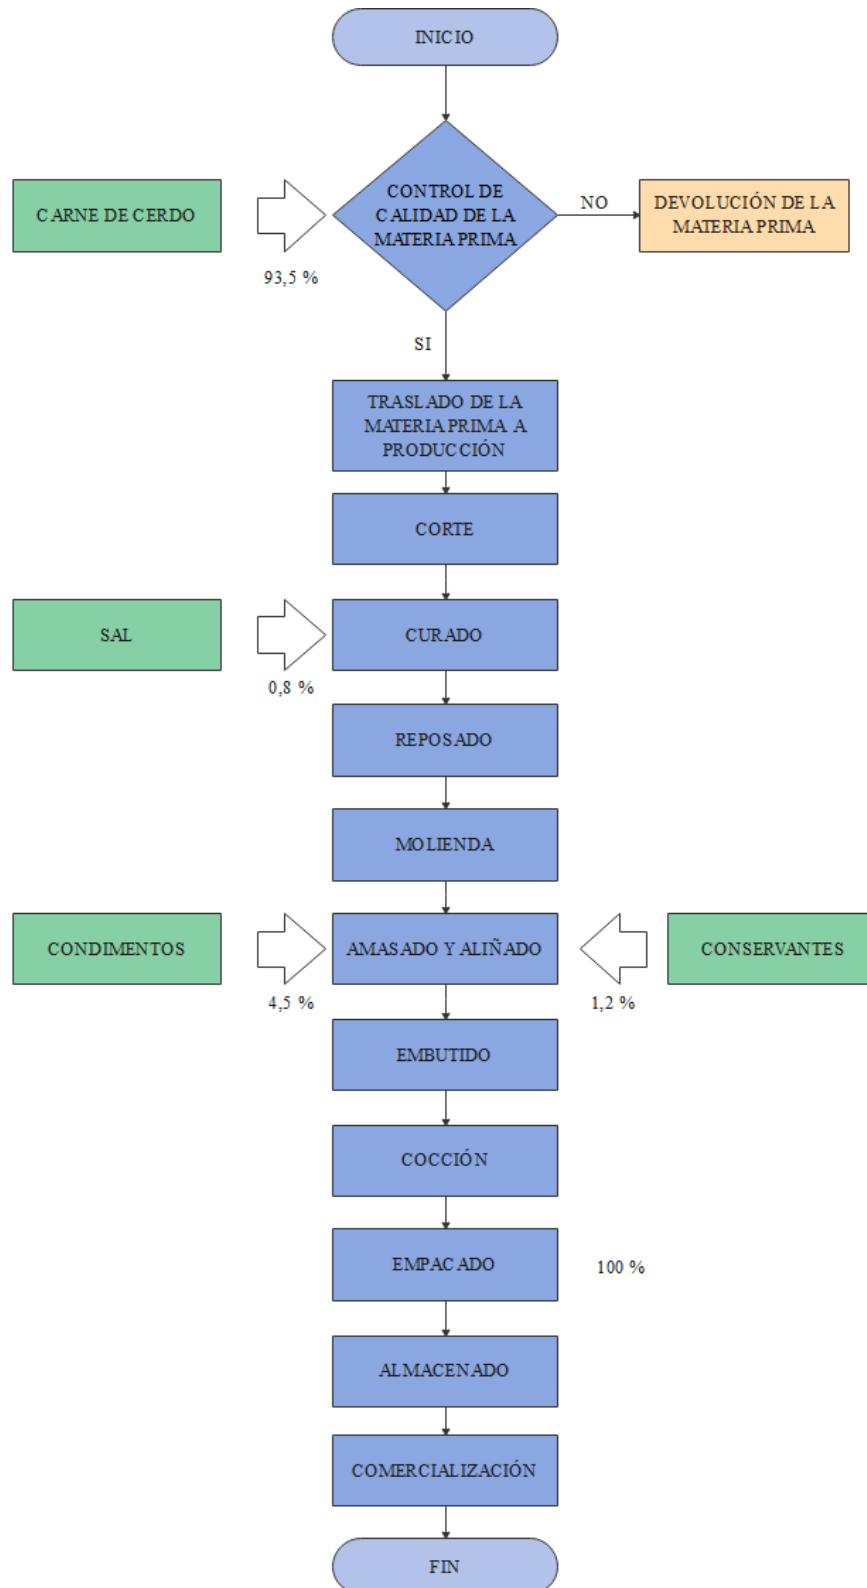 INICIO
CARNE DE CERDO
93,5 %
CONTROL DE
CALIDAD DE LA
MATERIA PRIMA
NO
DEVOLUCIÓN DE LA
MATERIA PRIMA
SI
TRASLADO DE LA
MATERIA PRIMA A
PRODUCCIÓN
CORTE
SAL
0,8 %
CURADO
REPOSADO
MOLIENDA
CONDIMENTOS
4,5 %
AMASADO Y ALIÑADO
CONSERVANTES
1,2 %
EMBUTIDO
COCCIÓN
EMPACADO
100 %
ALMACENADO
COMERCIALIZACIÓN
FIN